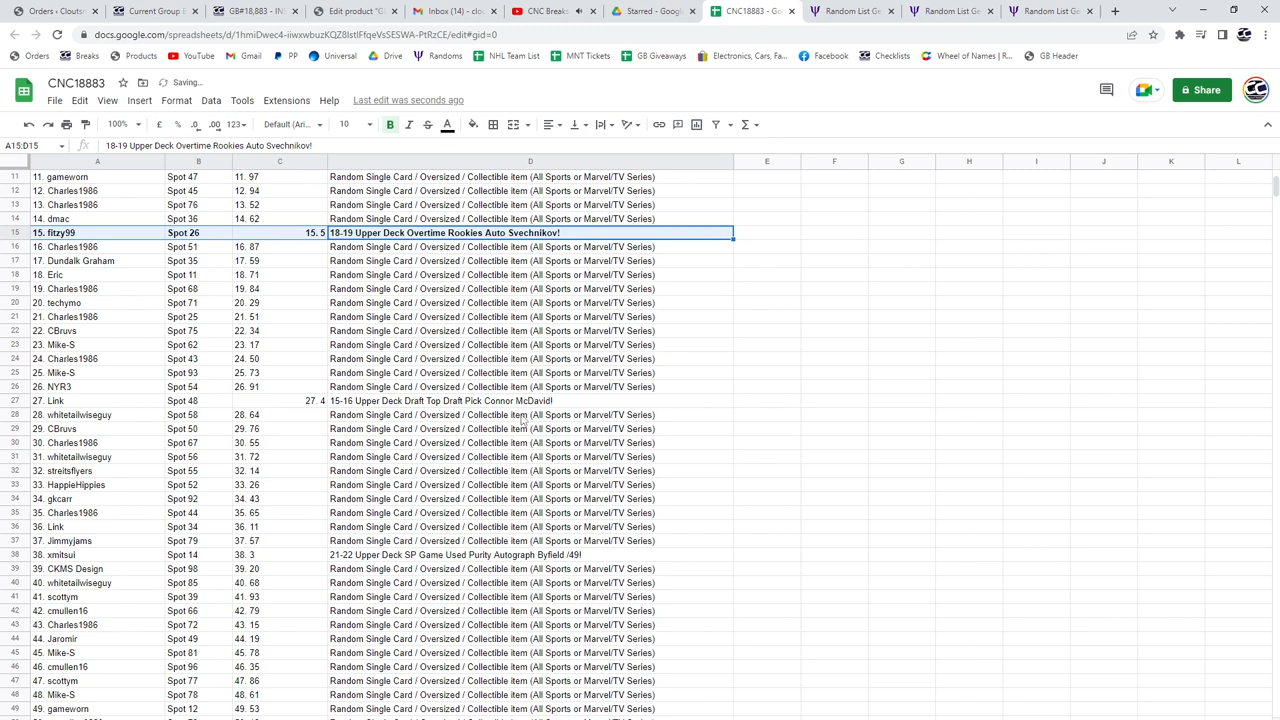 Orders ‹ Cloutsn
Current Group B
GB#18883 - INS
Edit product "GB
Inbox (14) - cloc
CNC Breaks
Starred - Google
CNC18883 - Goo
Random List Ge
Random List Ge
Random List Ge
docs.google.com/spreadsheets/d/1hmiDwec4-iiwxwbuzKQZ8IstlFfqeVsSESWA-PtRzCE/edit#gid=0
Orders Breaks Products YouTube Gmail PP Universal Drive Randoms NHL Team List MNT Tickets GB Giveaways Electronics, Cars, Fa... Facebook Checklists Wheel of Names | R... GB Header
CNC18883 Saving...
File Edit View Insert Format Data Tools Extensions Help Last edit was seconds ago
Share
100% £ % .0 .00 123 Default (Ari... 10 B I S A
A15:D15 fx 18-19 Upper Deck Overtime Rookies Auto Svechnikov!
A B C D E F G H I J K L
11 11. gameworn Spot 47 11. 97 Random Single Card / Oversized / Collectible item (All Sports or Marvel/TV Series)
12 12. Charles1986 Spot 45 12. 94 Random Single Card / Oversized / Collectible item (All Sports or Marvel/TV Series)
13 13. Charles1986 Spot 76 13. 52 Random Single Card / Oversized / Collectible item (All Sports or Marvel/TV Series)
14 14. dmac Spot 36 14. 62 Random Single Card / Oversized / Collectible item (All Sports or Marvel/TV Series)
15 15. fitzy99 Spot 26 15. 5 18-19 Upper Deck Overtime Rookies Auto Svechnikov!
16 16. Charles1986 Spot 51 16. 87 Random Single Card / Oversized / Collectible item (All Sports or Marvel/TV Series)
17 17. Dundalk Graham Spot 35 17. 59 Random Single Card / Oversized / Collectible item (All Sports or Marvel/TV Series)
18 18. Eric Spot 11 18. 71 Random Single Card / Oversized / Collectible item (All Sports or Marvel/TV Series)
19 19. Charles1986 Spot 68 19. 84 Random Single Card / Oversized / Collectible item (All Sports or Marvel/TV Series)
20 20. techymo Spot 71 20. 29 Random Single Card / Oversized / Collectible item (All Sports or Marvel/TV Series)
21 21. Charles1986 Spot 25 21. 51 Random Single Card / Oversized / Collectible item (All Sports or Marvel/TV Series)
22 22. CBruvs Spot 75 22. 34 Random Single Card / Oversized / Collectible item (All Sports or Marvel/TV Series)
23 23. Mike-S Spot 62 23. 17 Random Single Card / Oversized / Collectible item (All Sports or Marvel/TV Series)
24 24. Charles1986 Spot 43 24. 50 Random Single Card / Oversized / Collectible item (All Sports or Marvel/TV Series)
25 25. Mike-S Spot 93 25. 73 Random Single Card / Oversized / Collectible item (All Sports or Marvel/TV Series)
26 26. NYR3 Spot 54 26. 91 Random Single Card / Oversized / Collectible item (All Sports or Marvel/TV Series)
27 27. Link Spot 48 27. 4 15-16 Upper Deck Draft Top Draft Pick Connor McDavid!
28 28. whitetailwiseguy Spot 58 28. 64 Random Single Card / Oversized / Collectible item (All Sports or Marvel/TV Series)
29 29. CBruvs Spot 50 29. 76 Random Single Card / Oversized / Collectible item (All Sports or Marvel/TV Series)
30 30. Charles1986 Spot 67 30. 55 Random Single Card / Oversized / Collectible item (All Sports or Marvel/TV Series)
31 31. whitetailwiseguy Spot 56 31. 72 Random Single Card / Oversized / Collectible item (All Sports or Marvel/TV Series)
32 32. streitsflyers Spot 55 32. 14 Random Single Card / Oversized / Collectible item (All Sports or Marvel/TV Series)
33 33. HappieHippies Spot 52 33. 26 Random Single Card / Oversized / Collectible item (All Sports or Marvel/TV Series)
34 34. gkcarr Spot 92 34. 43 Random Single Card / Oversized / Collectible item (All Sports or Marvel/TV Series)
35 35. Charles1986 Spot 44 35. 65 Random Single Card / Oversized / Collectible item (All Sports or Marvel/TV Series)
36 36. Link Spot 34 36. 11 Random Single Card / Oversized / Collectible item (All Sports or Marvel/TV Series)
37 37. Jimmyjams Spot 79 37. 57 Random Single Card / Oversized / Collectible item (All Sports or Marvel/TV Series)
38 38. xmitsui Spot 14 38. 3 21-22 Upper Deck SP Game Used Purity Autograph Byfield /49!
39 39. CKMS Design Spot 98 39. 20 Random Single Card / Oversized / Collectible item (All Sports or Marvel/TV Series)
40 40. whitetailwiseguy Spot 85 40. 68 Random Single Card / Oversized / Collectible item (All Sports or Marvel/TV Series)
41 41. scottym Spot 39 41. 93 Random Single Card / Oversized / Collectible item (All Sports or Marvel/TV Series)
42 42. cmullen16 Spot 66 42. 79 Random Single Card / Oversized / Collectible item (All Sports or Marvel/TV Series)
43 43. Charles1986 Spot 72 43. 15 Random Single Card / Oversized / Collectible item (All Sports or Marvel/TV Series)
44 44. Jaromir Spot 49 44. 19 Random Single Card / Oversized / Collectible item (All Sports or Marvel/TV Series)
45 45. Mike-S Spot 81 45. 78 Random Single Card / Oversized / Collectible item (All Sports or Marvel/TV Series)
46 46. cmullen16 Spot 96 46. 35 Random Single Card / Oversized / Collectible item (All Sports or Marvel/TV Series)
47 47. scottym Spot 77 47. 86 Random Single Card / Oversized / Collectible item (All Sports or Marvel/TV Series)
48 48. Mike-S Spot 78 48. 61 Random Single Card / Oversized / Collectible item (All Sports or Marvel/TV Series)
49 49. gameworn Spot 12 49. 53 Random Single Card / Oversized / Collectible item (All Sports or Marvel/TV Series)